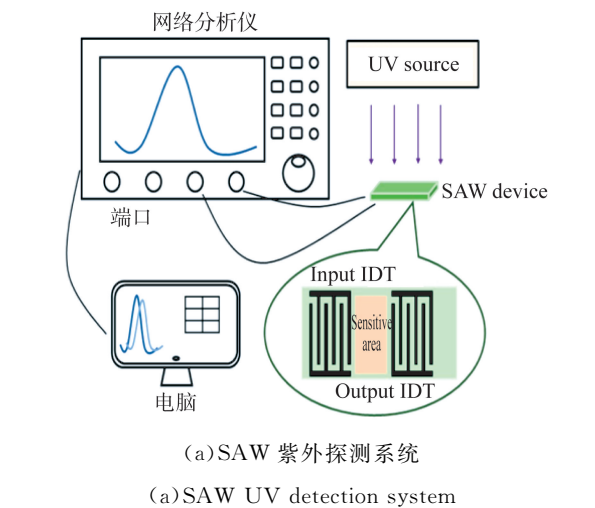 网络分析仪
UV source
SAW device
端口
Input IDT
Sensitive
area
Output IDT
电脑
(a)SAW 紫外探测系统
(a)SAW UV detection system